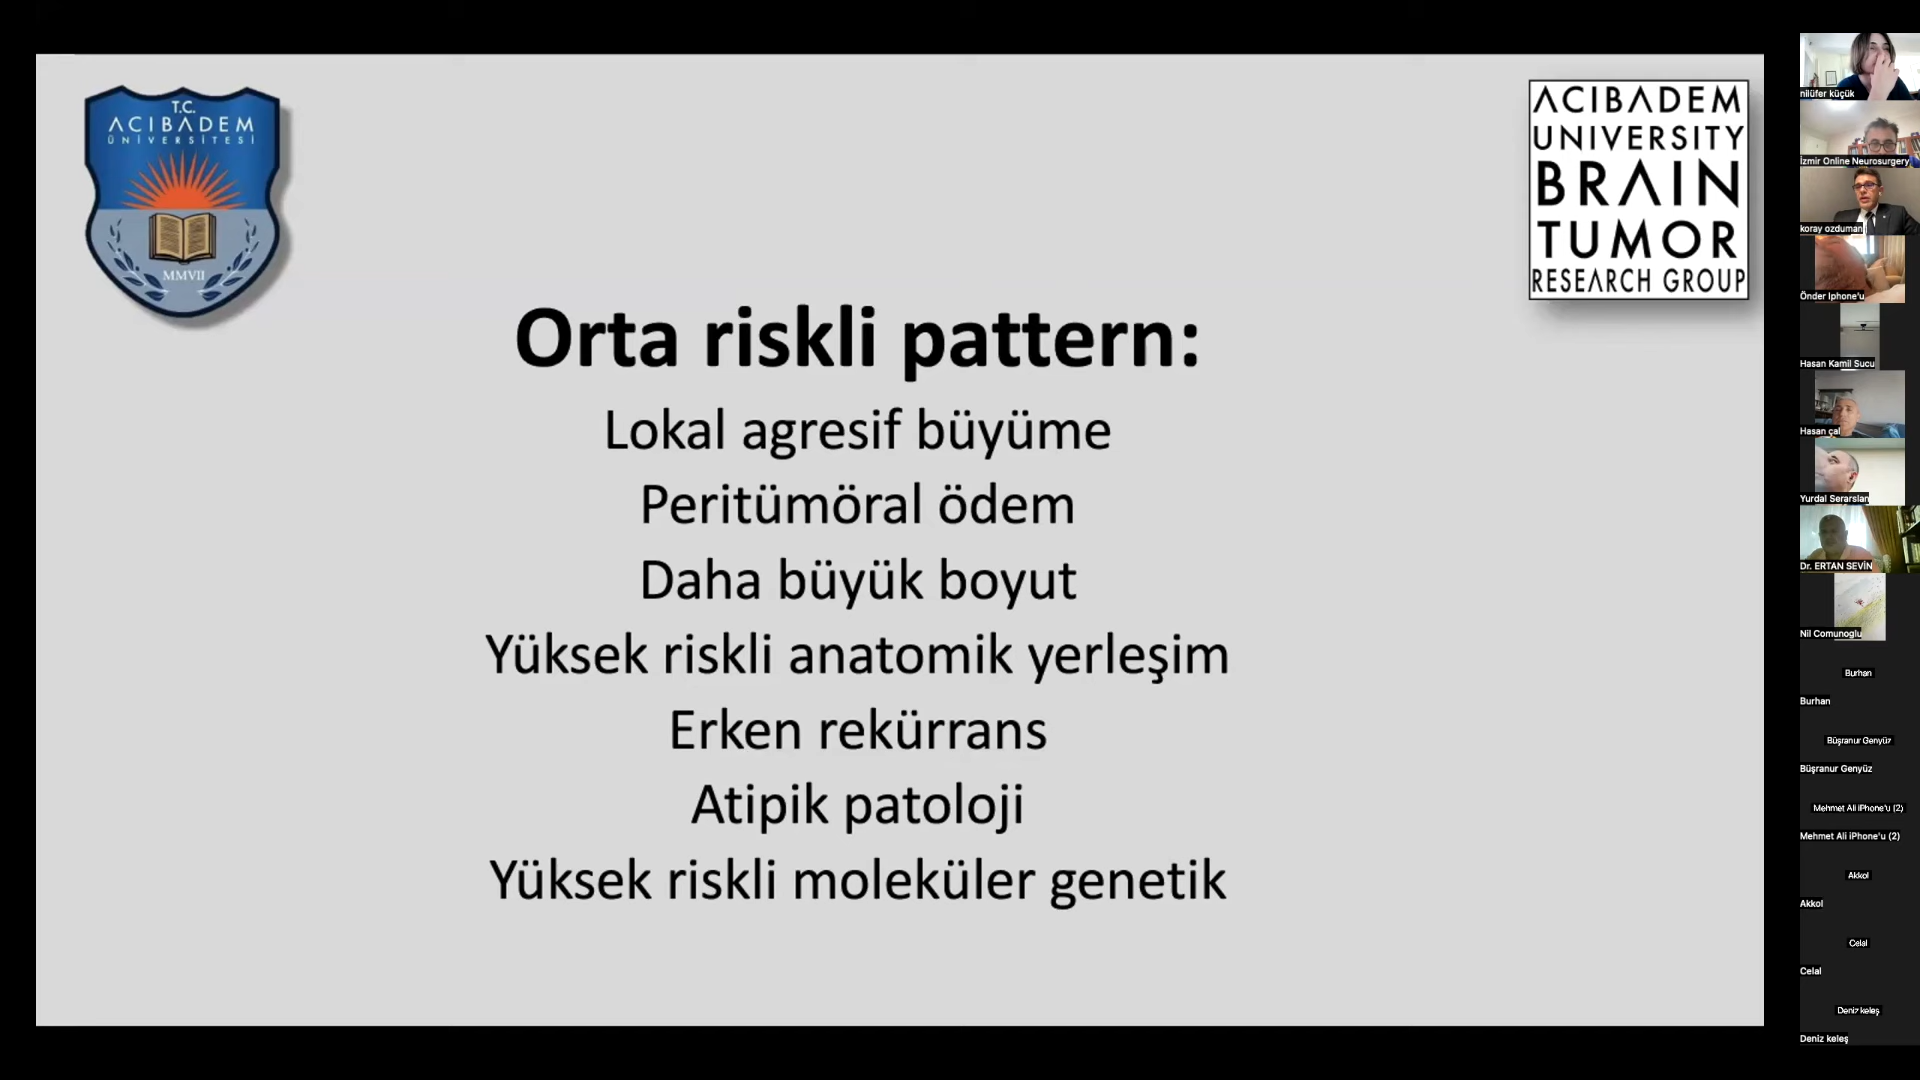 T.C.
ACIBADEM
ÜNİVERSİTESİ
MMVII
ACIBADEM
UNIVERSITY
BRAIN
TUMOR
RESEARCH GROUP
Orta riskli pattern:
Lokal agresif büyüme
Peritümöral ödem
Daha büyük boyut
Yüksek riskli anatomik yerleşim
Erken rekürrans
Atipik patoloji
Yüksek riskli moleküler genetik
nilüfer küçük
İzmir Online Neurosurgery
koray ozduman
Önder Iphone'u
Hasan Kamil Sucu
Hasan çal
Yurdal Serarslan
Dr. ERTAN SEVİN
Nil Comunoglu
Burhan
Burhan
Büşranur Genyüz
Büşranur Genyüz
Mehmet Ali iPhone'u (2)
Mehmet Ali iPhone'u (2)
Akkol
Akkol
Celal
Celal
Deniz keleş
Deniz keleş